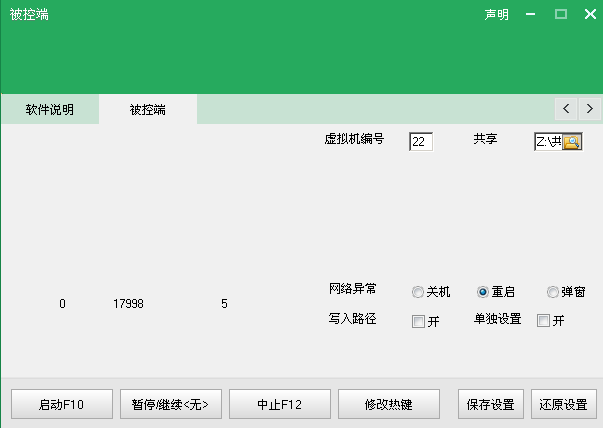 被控端 声明
软件说明 被控端
虚拟机编号 22 共享 Z:\共
网络异常 关机 重启 弹窗
0 17998 5
写入路径 开 单独设置 开
启动F10 暂停/继续<无> 中止F12 修改热键 保存设置 还原设置